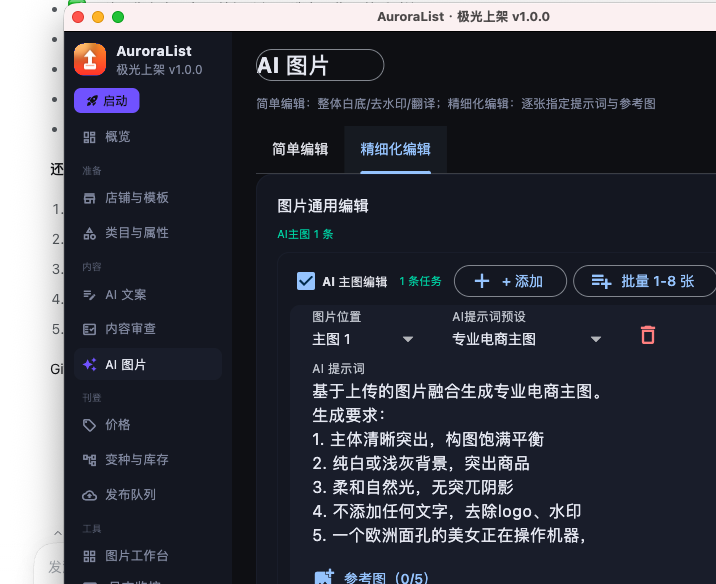 AuroraList · 极光上架 v1.0.0
AuroraList
极光上架 v1.0.0
启动
概览
准备
店铺与模板
类目与属性
内容
AI 文案
内容审查
AI 图片
刊登
价格
变种与库存
发布队列
工具
图片工作台
AI 图片
简单编辑：整体白底/去水印/翻译；精细化编辑：逐张指定提示词与参考图
简单编辑
精细化编辑
图片通用编辑
AI主图 1 条
AI 主图编辑
1 条任务
+ 添加
批量 1-8 张
图片位置
AI提示词预设
主图 1
专业电商主图
AI 提示词
基于上传的图片融合生成专业电商主图。
生成要求：
1. 主体清晰突出，构图饱满平衡
2. 纯白或浅灰背景，突出商品
3. 柔和自然光，无突兀阴影
4. 不添加任何文字，去除logo、水印
5. 一个欧洲面孔的美女正在操作机器，
参考图（0/5）
还
1.
2.
3.
4.
5.
Gi
发